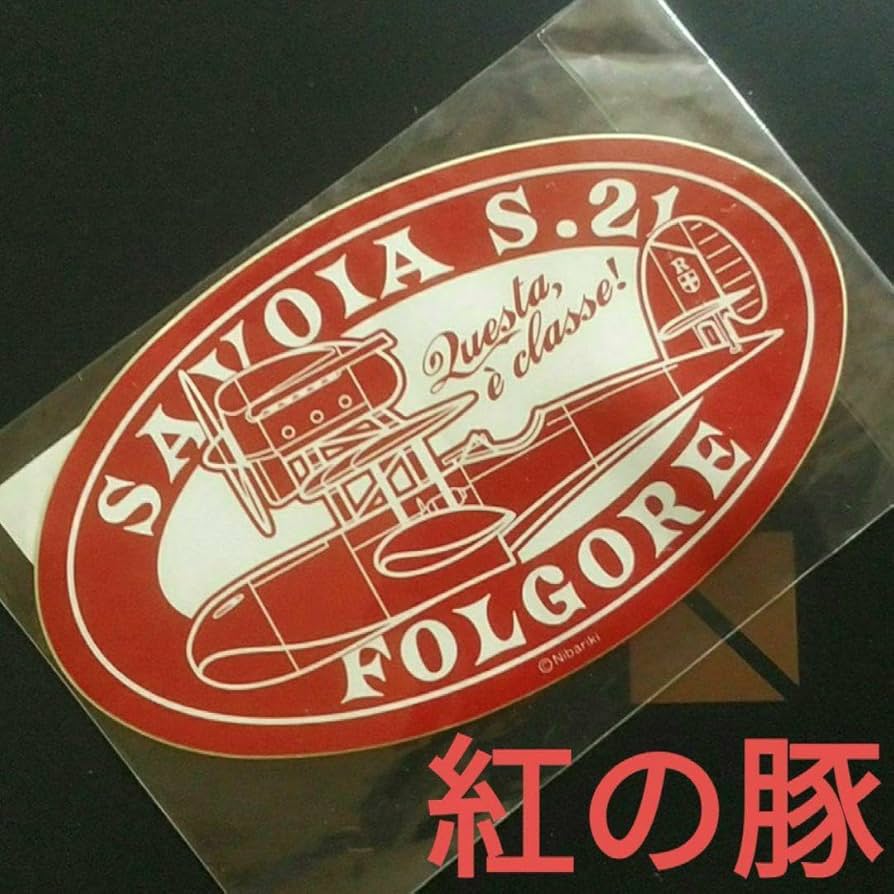 SAVOIA S.21
Questa,
è classe!
R
FOLGORE
©Nibariki
紅の豚